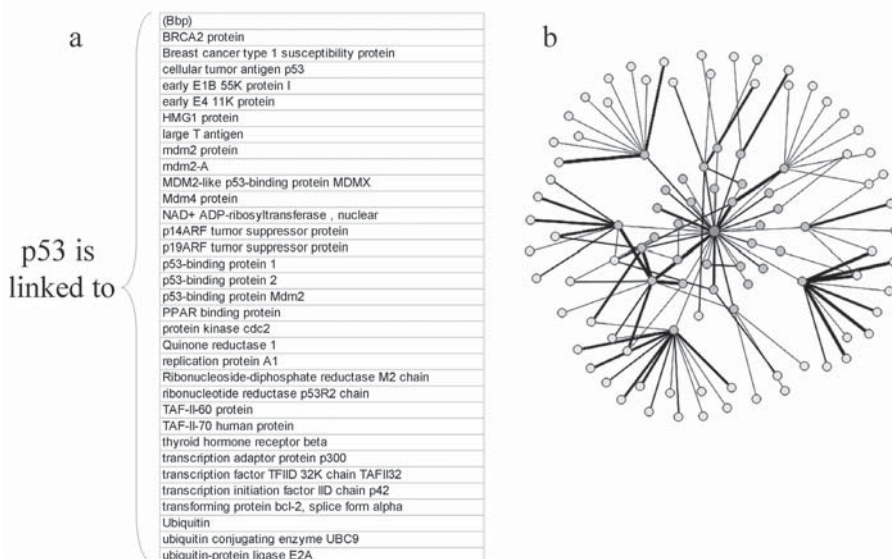 a
b
p53 is
linked to
(Bbp)
BRCA2 protein
Breast cancer type 1 susceptibility protein
cellular tumor antigen p53
early E1B 55K protein I
early E4 11K protein
HMG1 protein
large T antigen
mdm2 protein
mdm2-A
MDM2-like p53-binding protein MDMX
Mdm4 protein
NAD+ ADP-ribosyltransferase , nuclear
p14ARF tumor suppressor protein
p19ARF tumor suppressor protein
p53-binding protein 1
p53-binding protein 2
p53-binding protein Mdm2
PPAR binding protein
protein kinase cdc2
Quinone reductase 1
replication protein A1
Ribonucleoside-diphosphate reductase M2 chain
ribonucleotide reductase p53R2 chain
TAF-II-60 protein
TAF-II-70 human protein
thyroid hormone receptor beta
transcription adaptor protein p300
transcription factor TFIID 32K chain TAFII32
transcription initiation factor IID chain p42
transforming protein bcl-2, splice form alpha
Ubiquitin
ubiquitin conjugating enzyme UBC9
ubiquitin-protein ligase E2A